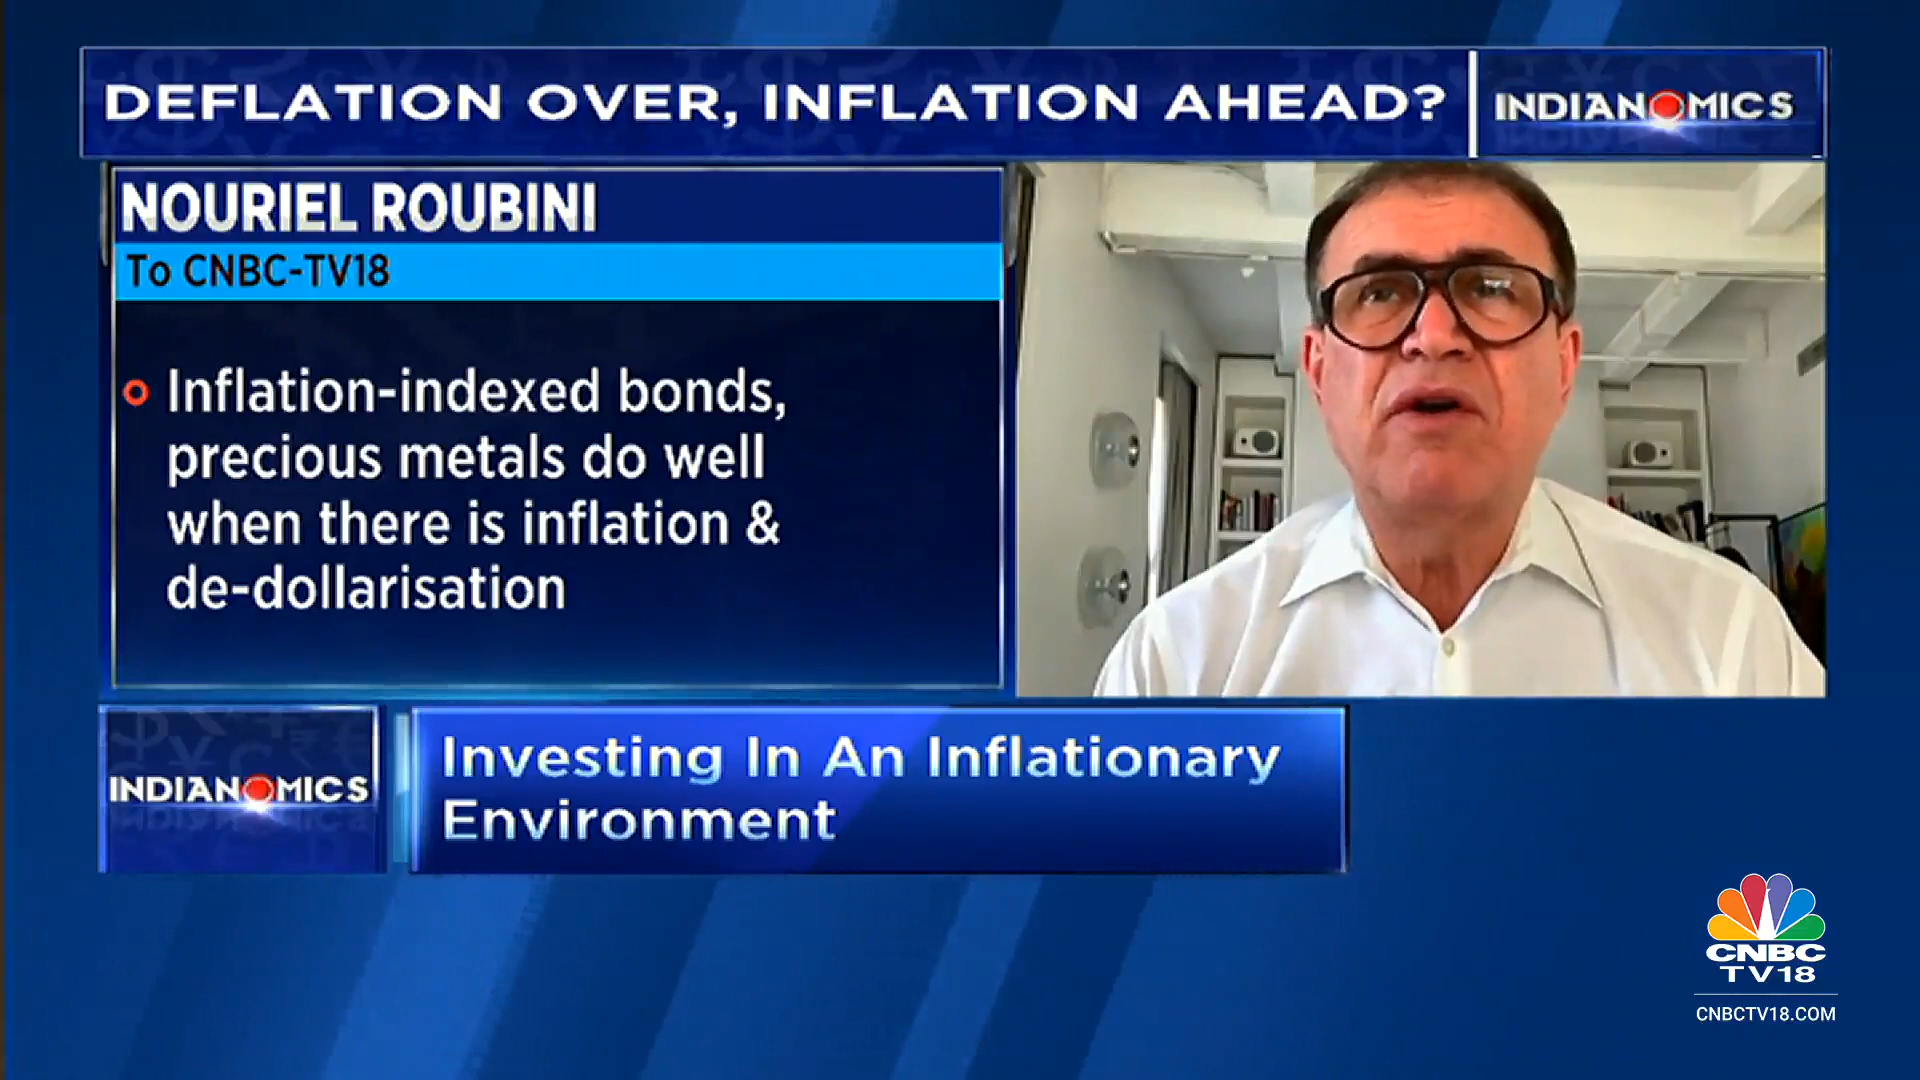 DEFLATION OVER, INFLATION AHEAD?
INDIANOMICS
NOURIEL ROUBINI
To CNBC-TV18
Inflation-indexed bonds,
precious metals do well
when there is inflation &
de-dollarisation
INDIANOMICS
Investing In An Inflationary
Environment
CNBC
TV18
CNBCTV18.COM